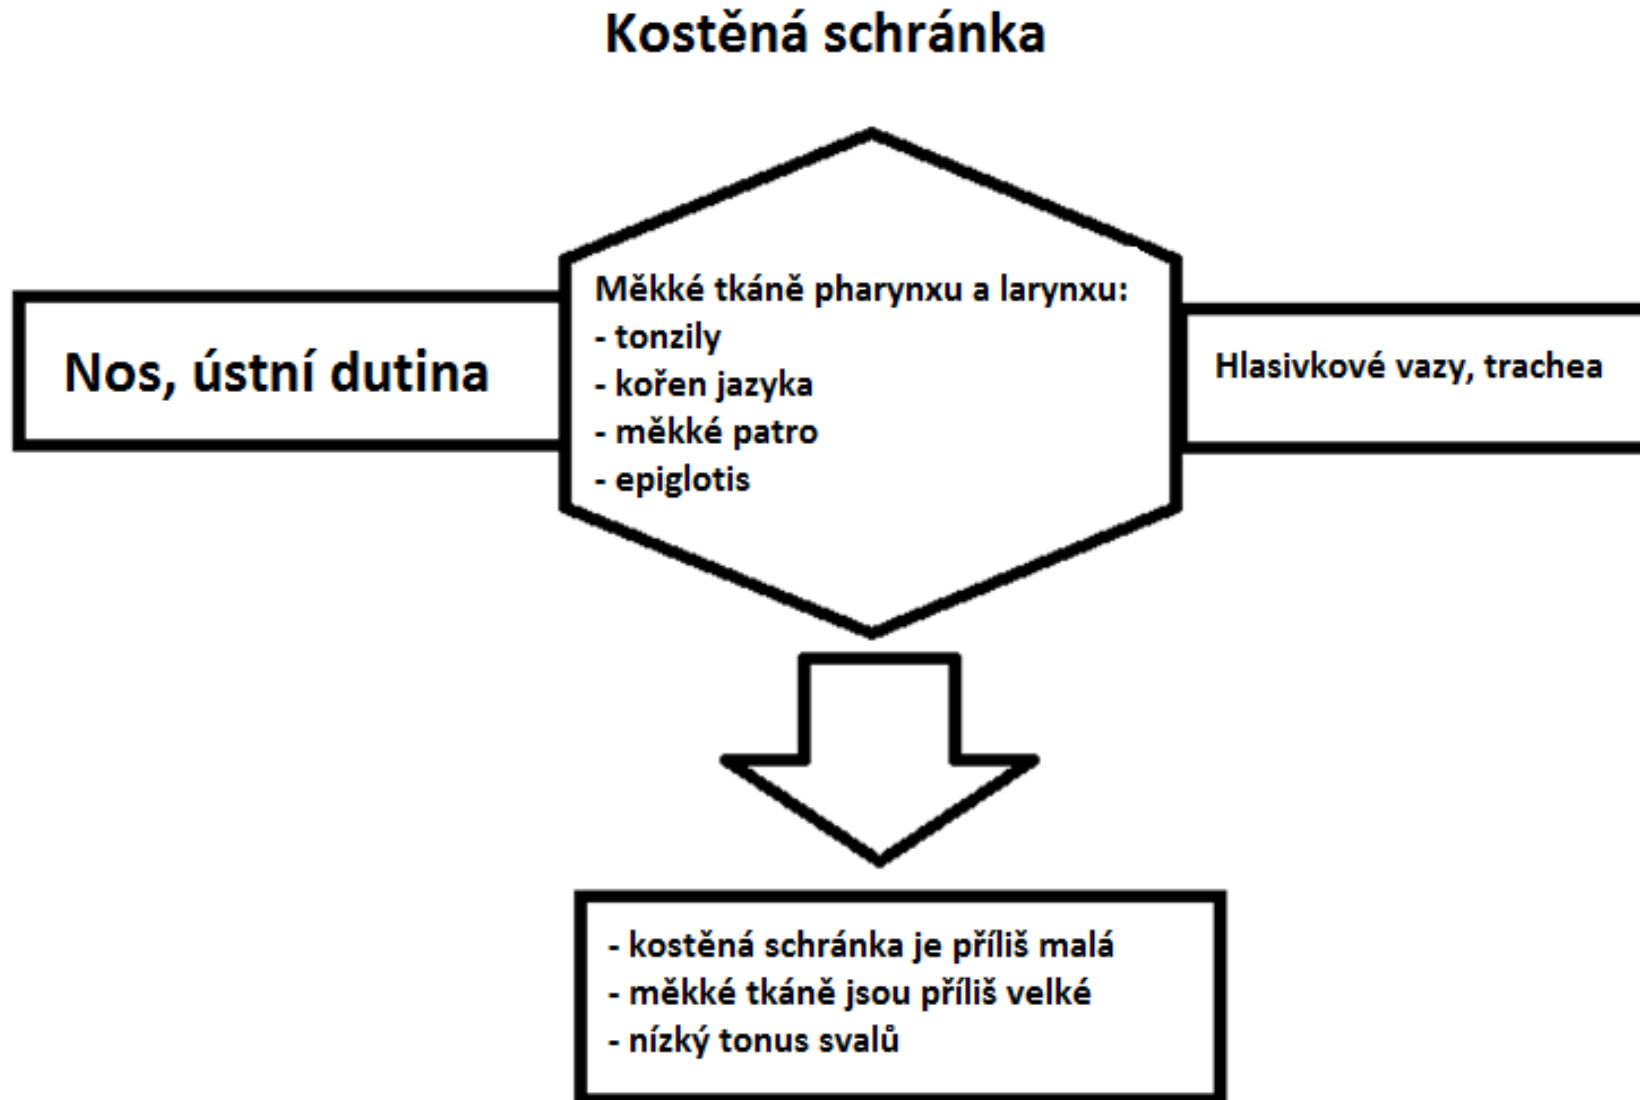 Kostěná schránka
Měkké tkáně pharynxu a larynxu:
- tonzily
- kořen jazyka
- měkké patro
- epiglotis
Nos, ústní dutina
Hlasivkové vazy, trachea
- kostěná schránka je příliš malá
- měkké tkáně jsou příliš velké
- nízký tonus svalů